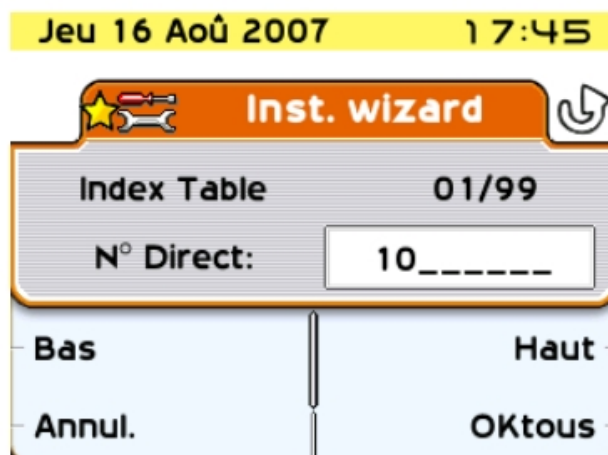 Jeu 16 Aoû 2007 17:45
Inst. wizard
Index Table 01/99
N° Direct: 10______
Bas Haut
Annul. OKtous